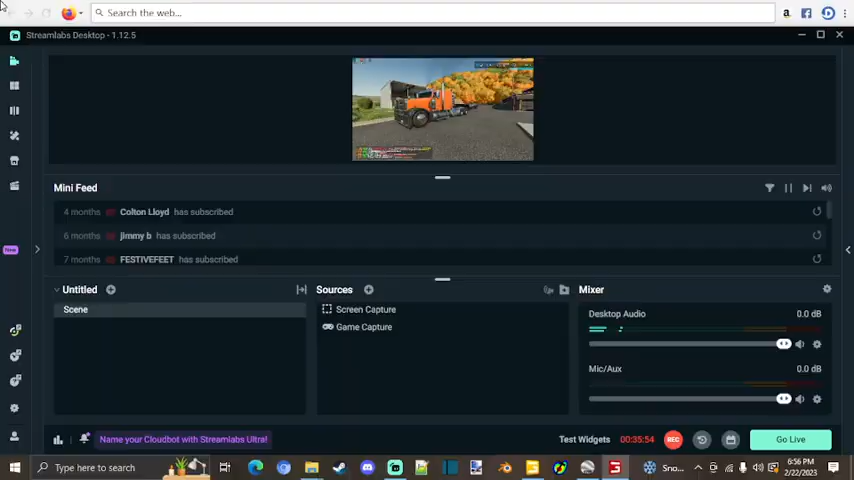 Search the web...
Streamlabs Desktop - 1.12.5
Mini Feed
4 months Colton Lloyd has subscribed
6 months jimmy b has subscribed
7 months FESTIVEFEET has subscribed
New
Untitled
Scene
Sources
Screen Capture
Game Capture
Mixer
Desktop Audio 0.0 dB
Mic/Aux 0.0 dB
Name your Cloudbot with Streamlabs Ultra!
Test Widgets 00:35:54 REC Go Live
Type here to search
Sno...
6:56 PM
2/22/2023